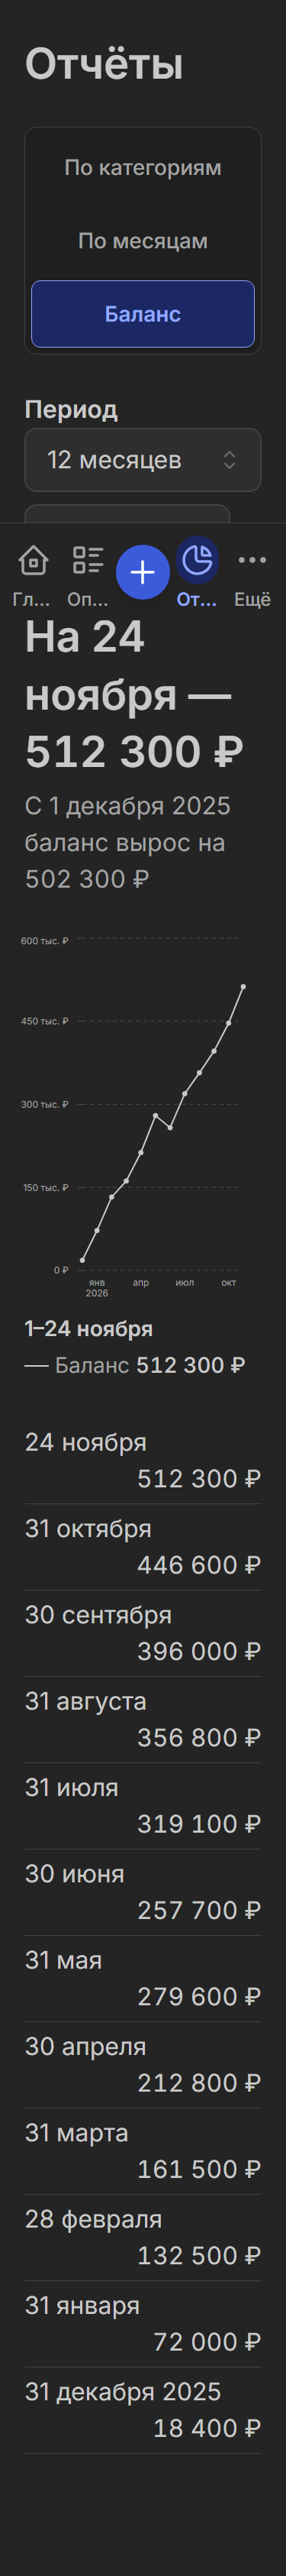 Отчёты
По категориям
По месяцам
Баланс
Период
12 месяцев
Гл...
Оп...
От...
Ещё
На 24
ноября —
512 300 ₽
С 1 декабря 2025
баланс вырос на
502 300 ₽
600 тыс. ₽
450 тыс. ₽
300 тыс. ₽
150 тыс. ₽
0 ₽
янв апр июл окт
2026
1–24 ноября
Баланс 512 300 ₽
24 ноября
512 300 ₽
31 октября
446 600 ₽
30 сентября
396 000 ₽
31 августа
356 800 ₽
31 июля
319 100 ₽
30 июня
257 700 ₽
31 мая
279 600 ₽
30 апреля
212 800 ₽
31 марта
161 500 ₽
28 февраля
132 500 ₽
31 января
72 000 ₽
31 декабря 2025
18 400 ₽